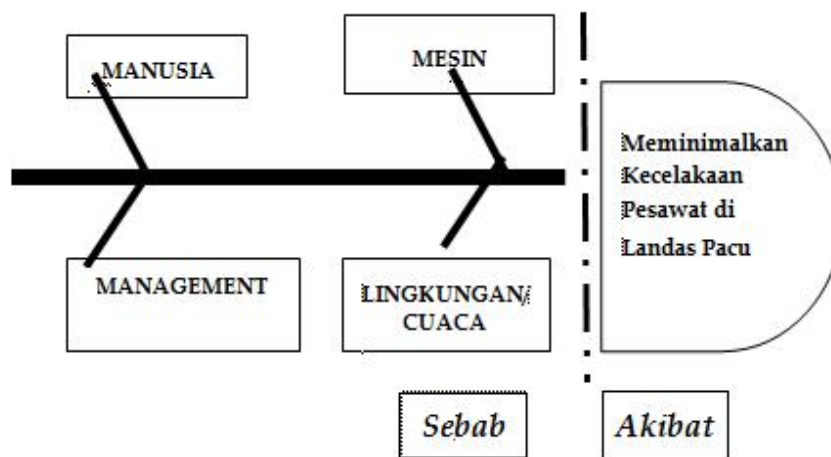 MANUSIA
MESIN
Meminimalkan
Kecelakaan
Pesawat di
Landas Pacu
MANAGEMENT
LINGKUNGAN/
CUACA
Sebab
Akibat